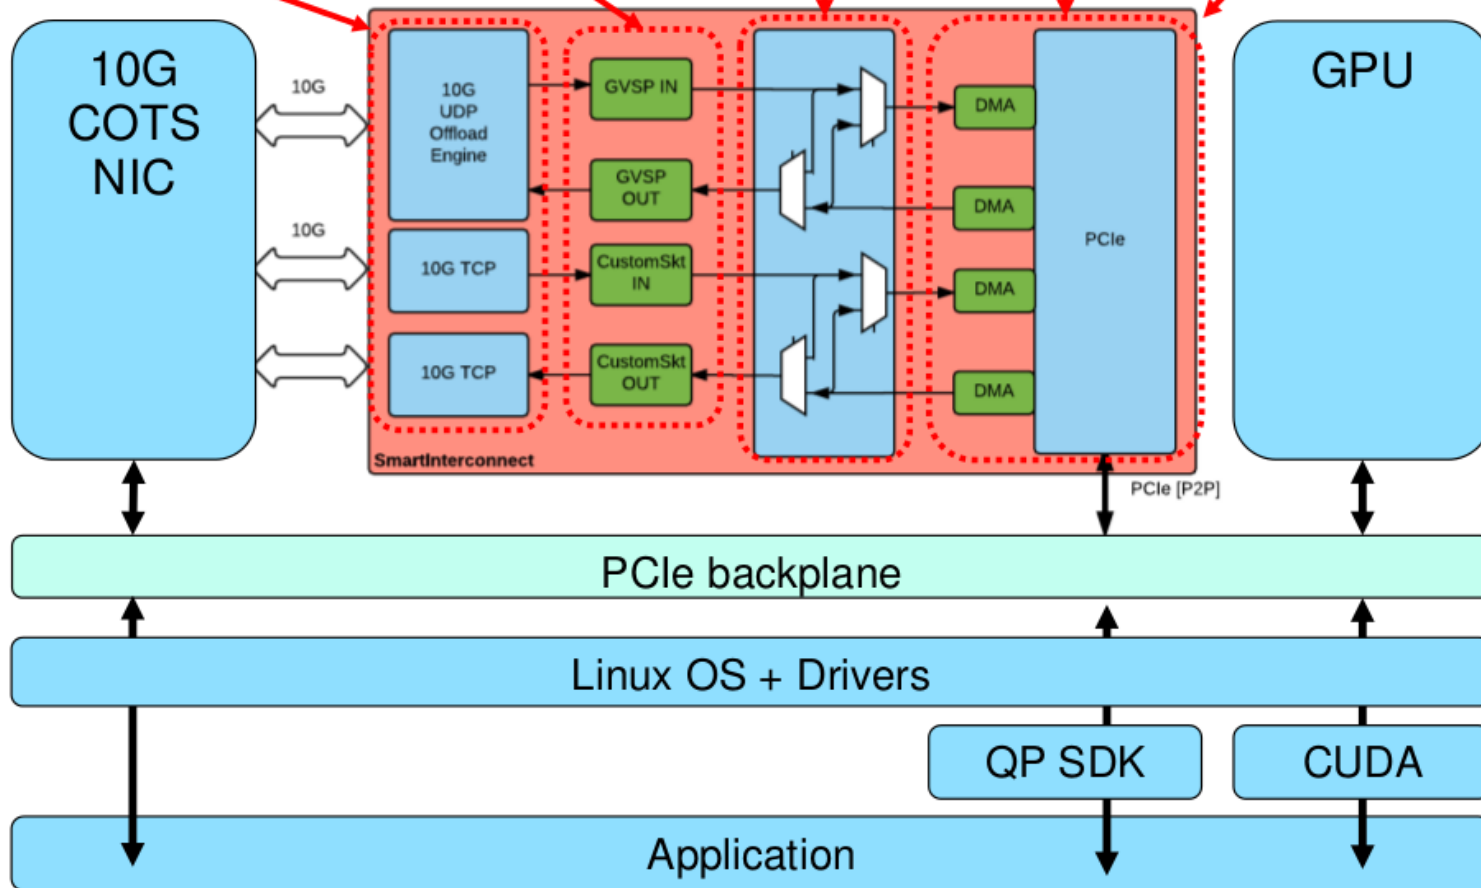 10G
COTS
NIC
10G
10G
10G
UDP
Offload
Engine
10G TCP
10G TCP
GVSP IN
GVSP
OUT
CustomSkt
IN
CustomSkt
OUT
DMA
DMA
DMA
DMA
PCIe
SmartInterconnect
PCIe [P2P]
GPU
PCIe backplane
Linux OS + Drivers
QP SDK
CUDA
Application